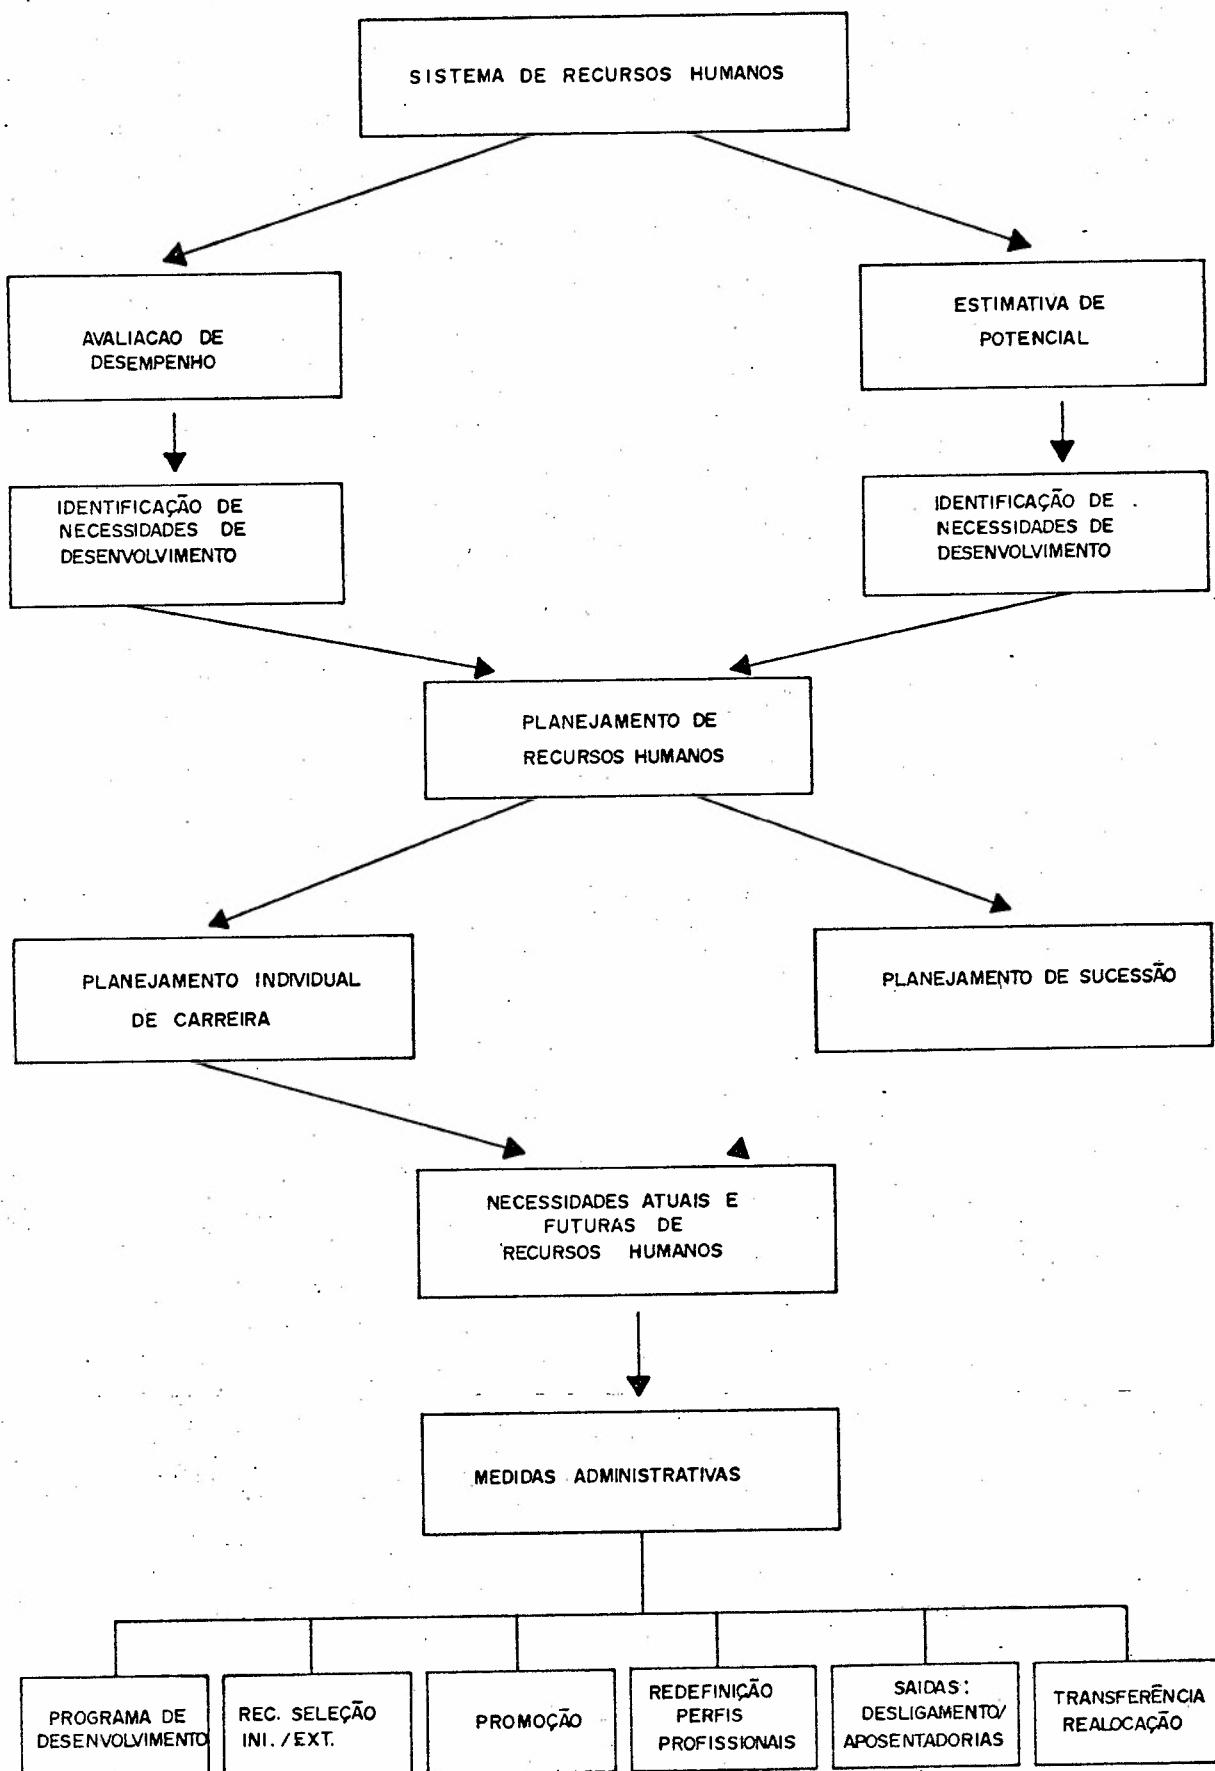 SISTEMA DE RECURSOS HUMANOS
AVALIACAO DE
DESEMPENHO
ESTIMATIVA DE
POTENCIAL
IDENTIFICAÇÃO DE
NECESSIDADES DE
DESENVOLVIMENTO
IDENTIFICAÇÃO DE
NECESSIDADES DE
DESENVOLVIMENTO
PLANEJAMENTO DE
RECURSOS HUMANOS
PLANEJAMENTO INDIVIDUAL
DE CARREIRA
PLANEJAMENTO DE SUCESSÃO
NECESSIDADES ATUAIS E
FUTURAS DE
RECURSOS HUMANOS
MEDIDAS ADMINISTRATIVAS
PROGRAMA DE
DESENVOLVIMENTO
REC. SELEÇÃO
INI. /EXT.
PROMOÇÃO
REDEFINIÇÃO
PERFIS
PROFISSIONAIS
SAIDAS:
DESLIGAMENTO/
APOSENTADORIAS
TRANSFERÊNCIA
REALOCAÇÃO